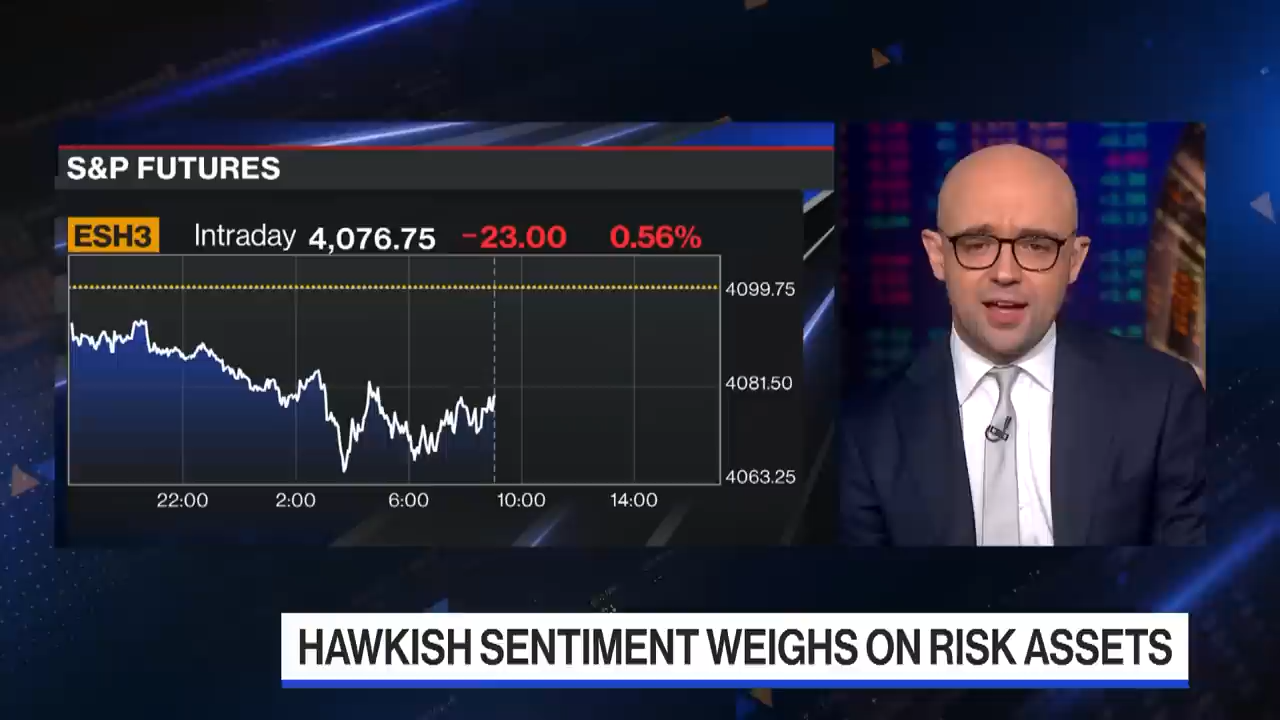 S&P FUTURES
ESH3 Intraday 4,076.75 -23.00 0.56%
4099.75
4081.50
4063.25
22:00 2:00 6:00 10:00 14:00
HAWKISH SENTIMENT WEIGHS ON RISK ASSETS